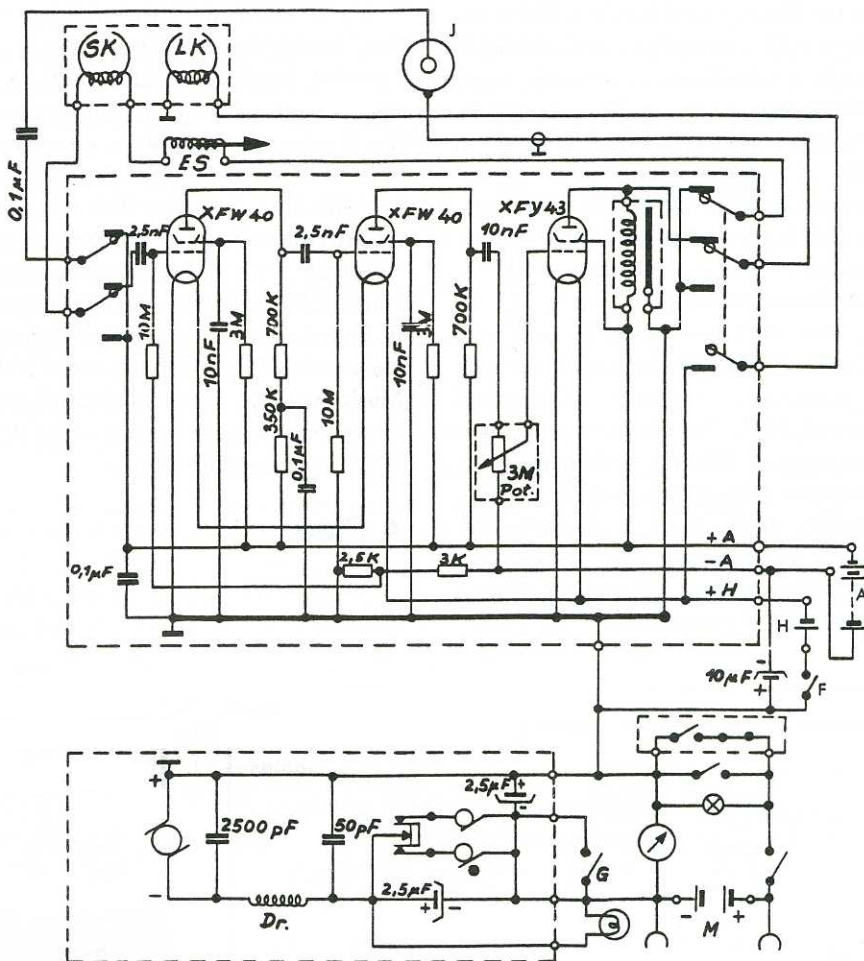 SK
LK
J
0,1µF
ES
XFW40
XFW 40
XFY43
2,5nF
2,5nF
10nF
10M
10nF
3M
700K
350K
0,1µF
10M
10nF
3M
700K
3M
Pot.
+A
-A
+H
0,1µF
2,5K
3K
A
H
F
-
10µF
+
+
2500pF
50pF
2,5µF
+
-
G
-
Dr.
2,5µF
+
-
-
M
+